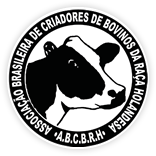 ASSOCIAÇÃO BRASILEIRA DE CRIADORES DE BOVINOS DA RAÇA HOLANDESA
·A.B.C.B.R.H·